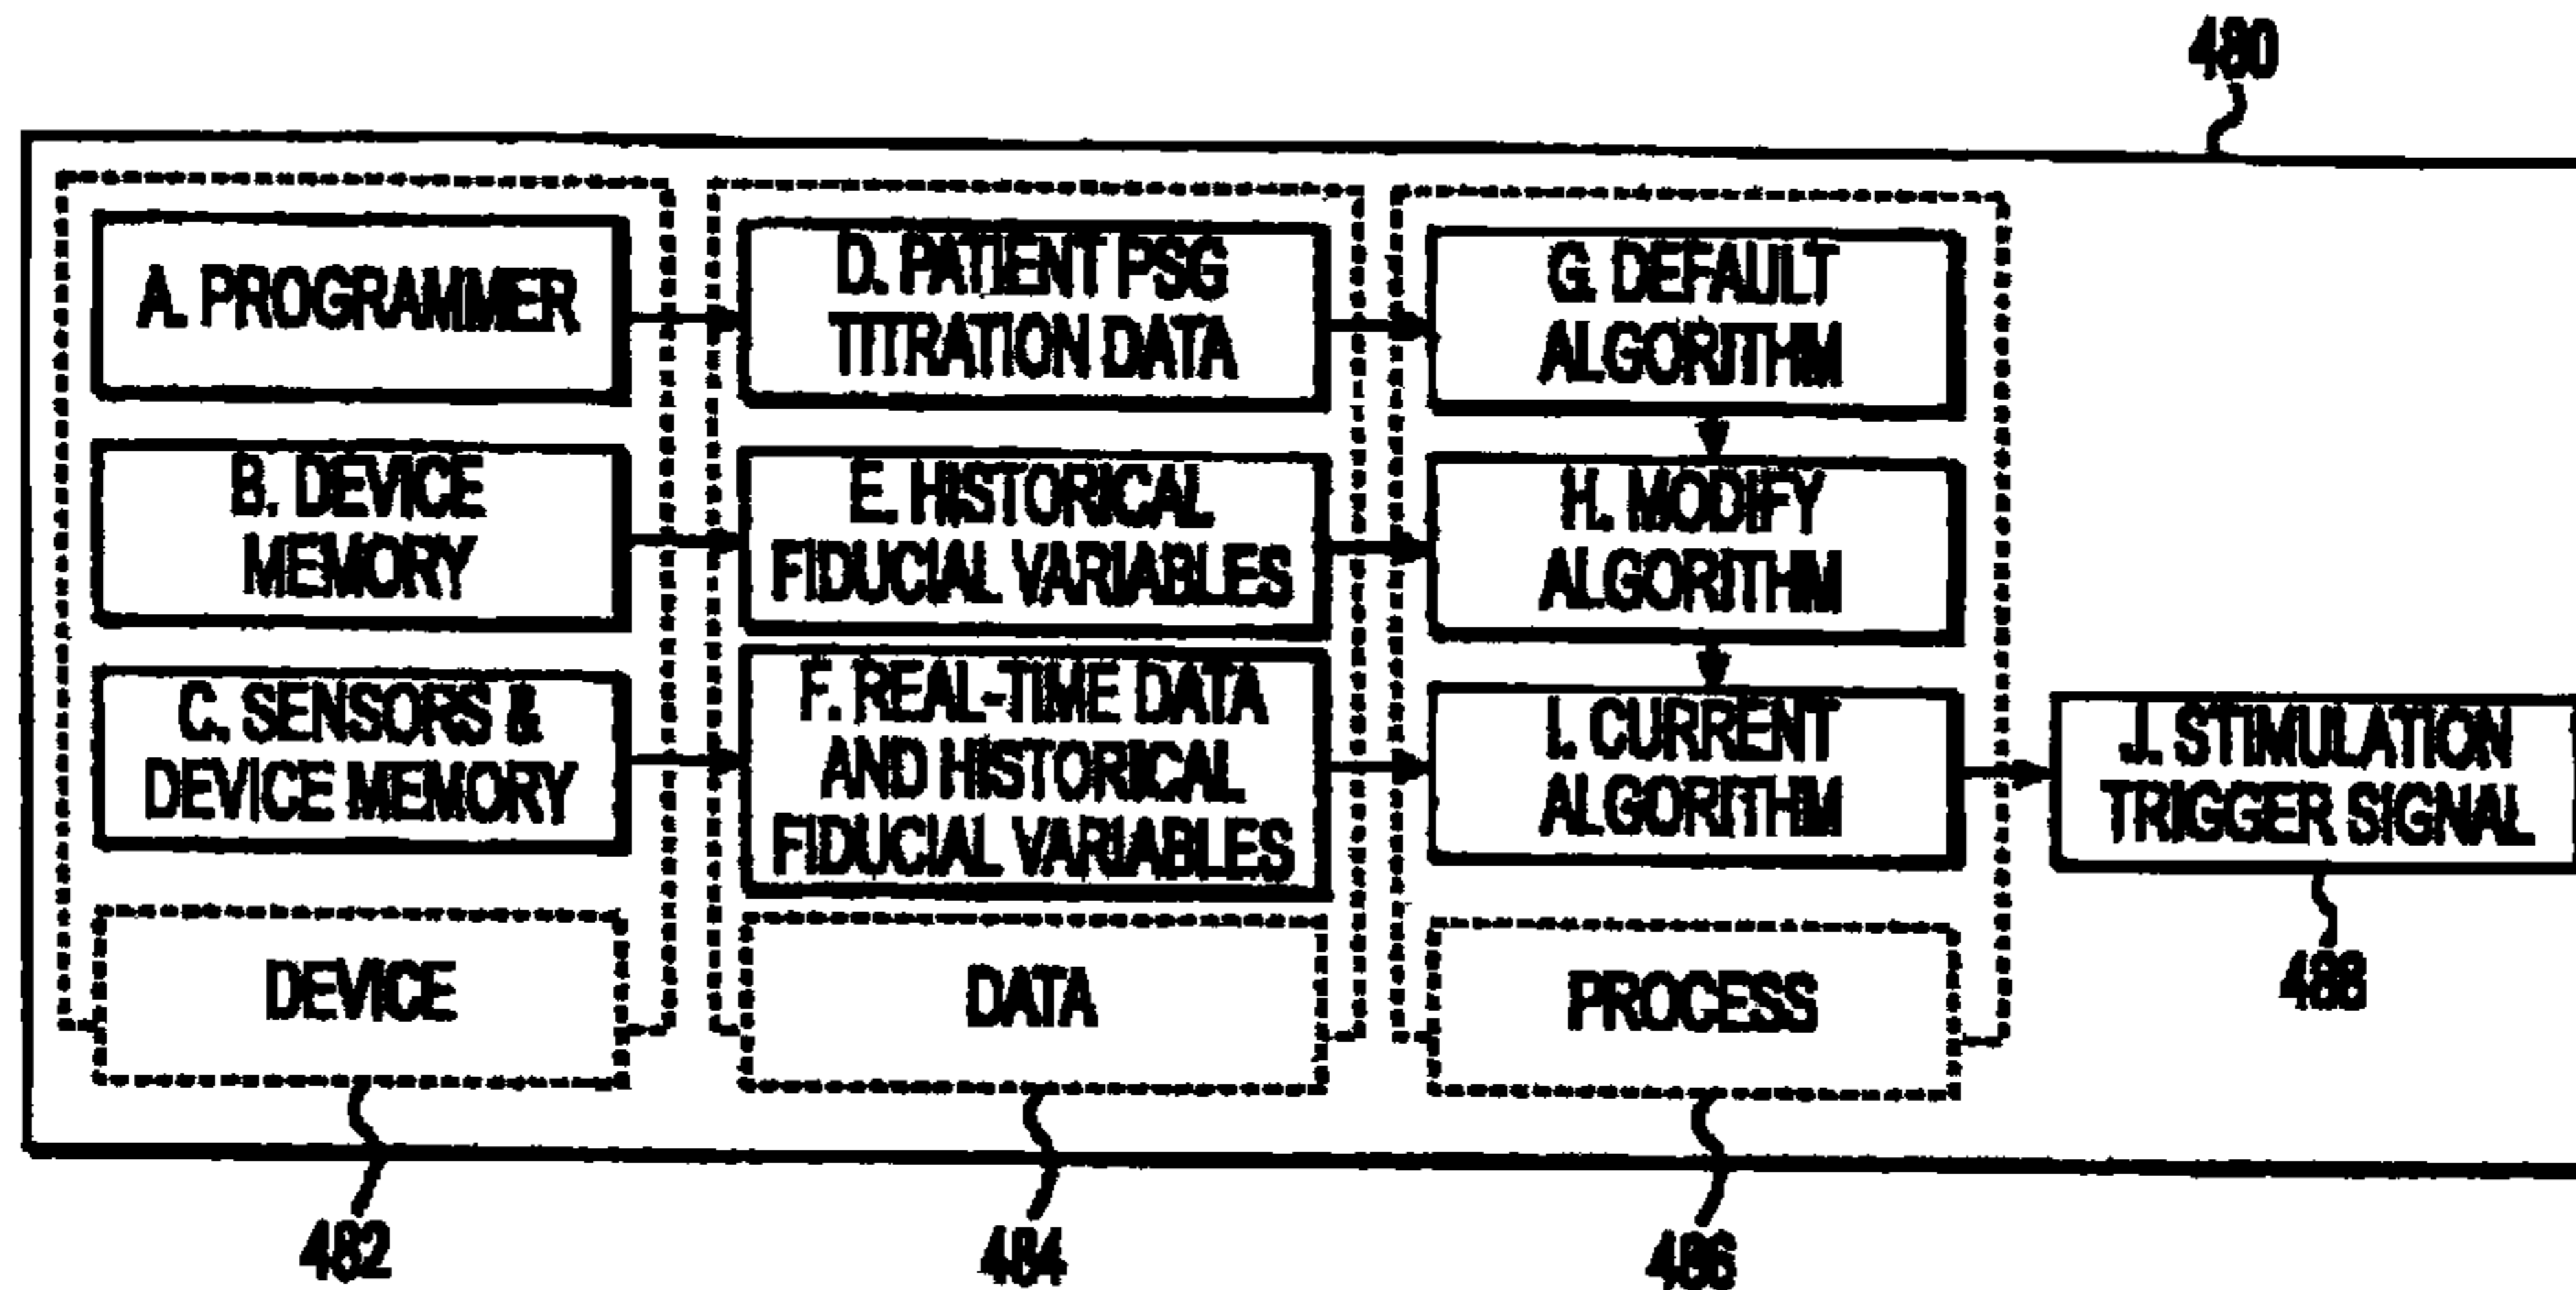 480
A. PROGRAMMER
D. PATIENT PSG
TITRATION DATA
G. DEFAULT
ALGORITHM
B. DEVICE
MEMORY
E. HISTORICAL
FIDUCIAL VARIABLES
H. MODIFY
ALGORITHM
C. SENSORS &
DEVICE MEMORY
F. REAL-TIME DATA
AND HISTORICAL
FIDUCIAL VARIABLES
I. CURRENT
ALGORITHM
J. STIMULATION
TRIGGER SIGNAL
488
DEVICE
DATA
PROCESS
482
484
486